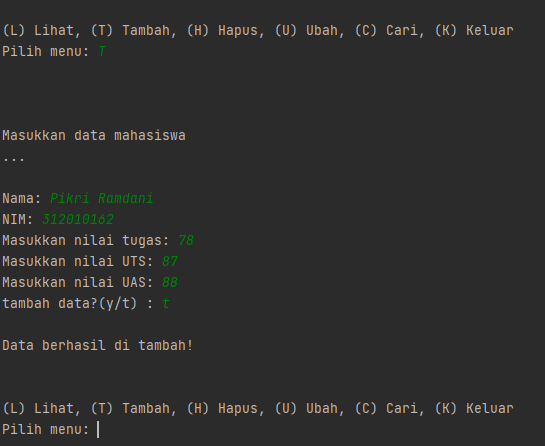 (L) Lihat, (T) Tambah, (H) Hapus, (U) Ubah, (C) Cari, (K) Keluar
Pilih menu: T
Masukkan data mahasiswa
...
Nama: Pikri Ramdani
NIM: 312010162
Masukkan nilai tugas: 78
Masukkan nilai UTS: 87
Masukkan nilai UAS: 88
tambah data?(y/t) : t
Data berhasil di tambah!
(L) Lihat, (T) Tambah, (H) Hapus, (U) Ubah, (C) Cari, (K) Keluar
Pilih menu: